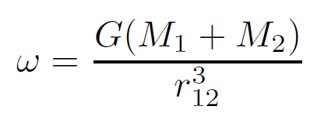 ω = G(M₁ + M₂) / r₁₂³